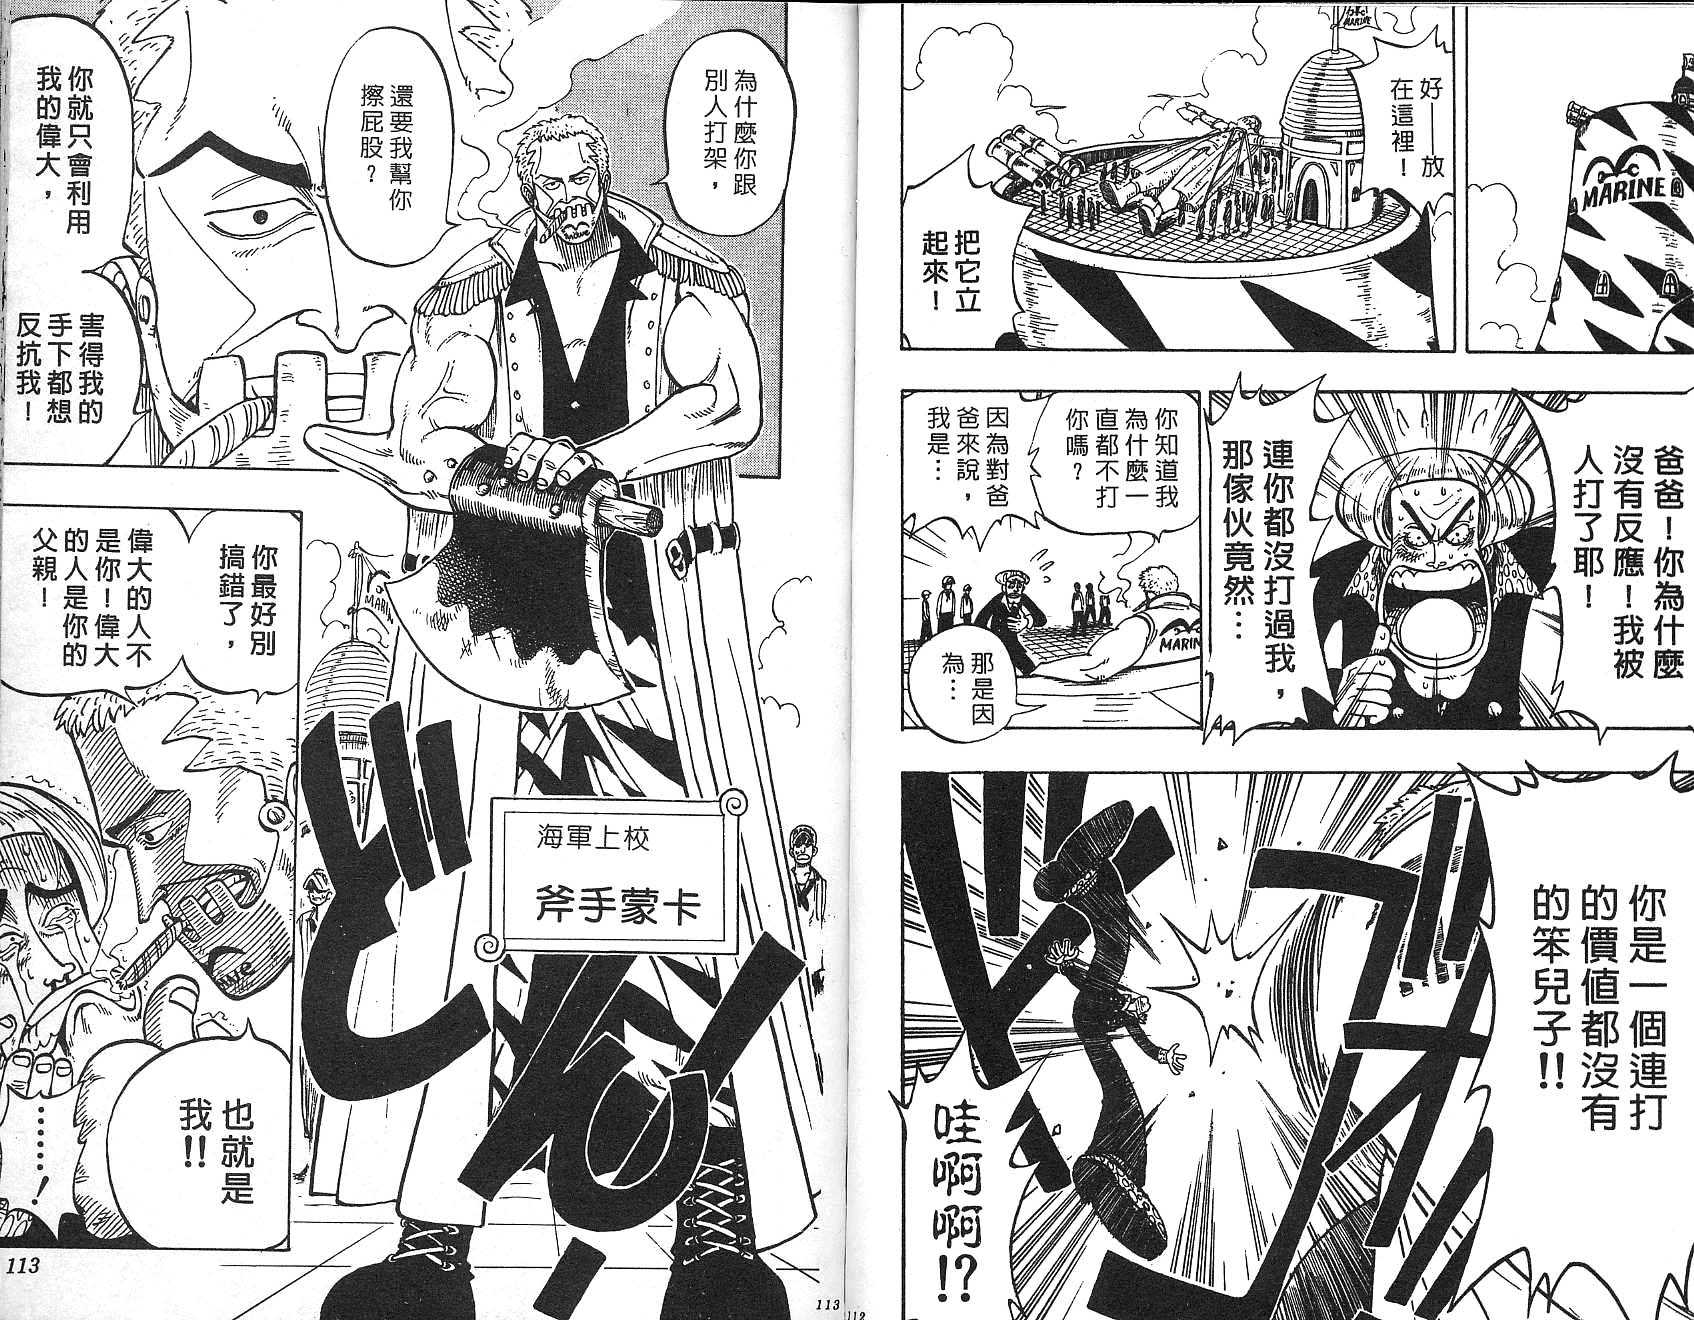 MARINE
MARINE
好——放
在這裡！
把它立
起來！
爸爸！你為什麼
沒有反應！我被
人打了耶！
連你都沒打過我，
那傢伙竟然…
你知道我
為什麼一
直都不打
你嗎？
因為對爸
爸來說，
我是…
MARIN
那是因
為…
你是一個連打
的價值都沒有
的笨兒子!!
哇啊啊!?
112
為什麼你跟
別人打架，
還要我幫你
擦屁股？
你就只會利用
我的偉大，
害得我的
手下都想
反抗我！
海軍上校
斧手蒙卡
ど
ん
！
MARIN
你最好別
搞錯了，
偉大的人不
是你！偉大
的人是你的
父親！
也就是
我!!
……！
113
113